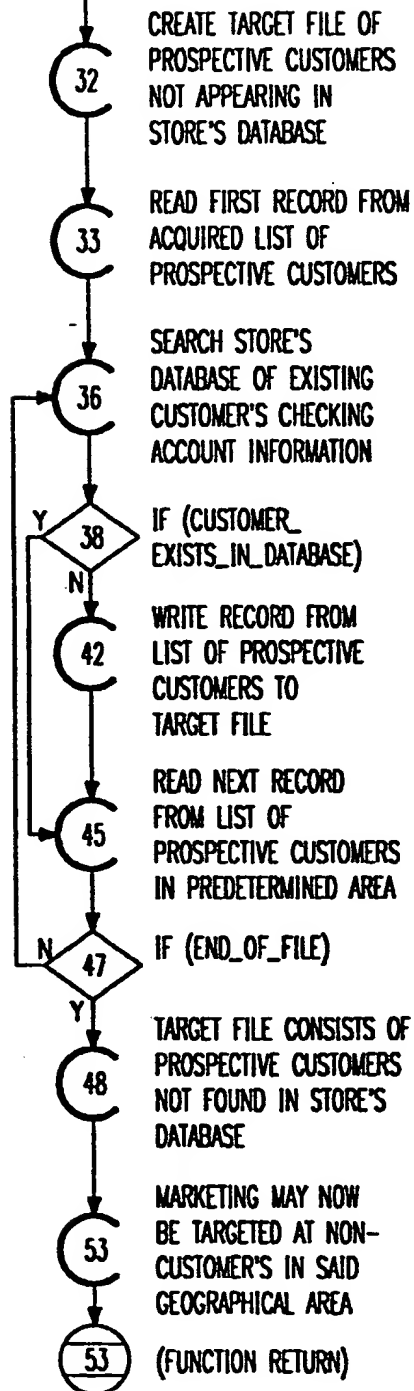 CREATE TARGET FILE OF
PROSPECTIVE CUSTOMERS
NOT APPEARING IN
STORE'S DATABASE
32
READ FIRST RECORD FROM
ACQUIRED LIST OF
PROSPECTIVE CUSTOMERS
33
SEARCH STORE'S
DATABASE OF EXISTING
CUSTOMER'S CHECKING
ACCOUNT INFORMATION
36
Y
38
N
IF (CUSTOMER_
EXISTS_IN_DATABASE)
WRITE RECORD FROM
LIST OF PROSPECTIVE
CUSTOMERS TO
TARGET FILE
42
READ NEXT RECORD
FROM LIST OF
PROSPECTIVE CUSTOMERS
IN PREDETERMINED AREA
45
N
47
Y
IF (END_OF_FILE)
TARGET FILE CONSISTS OF
PROSPECTIVE CUSTOMERS
NOT FOUND IN STORE'S
DATABASE
48
MARKETING MAY NOW
BE TARGETED AT NON-
CUSTOMER'S IN SAID
GEOGRAPHICAL AREA
53
53
(FUNCTION RETURN)